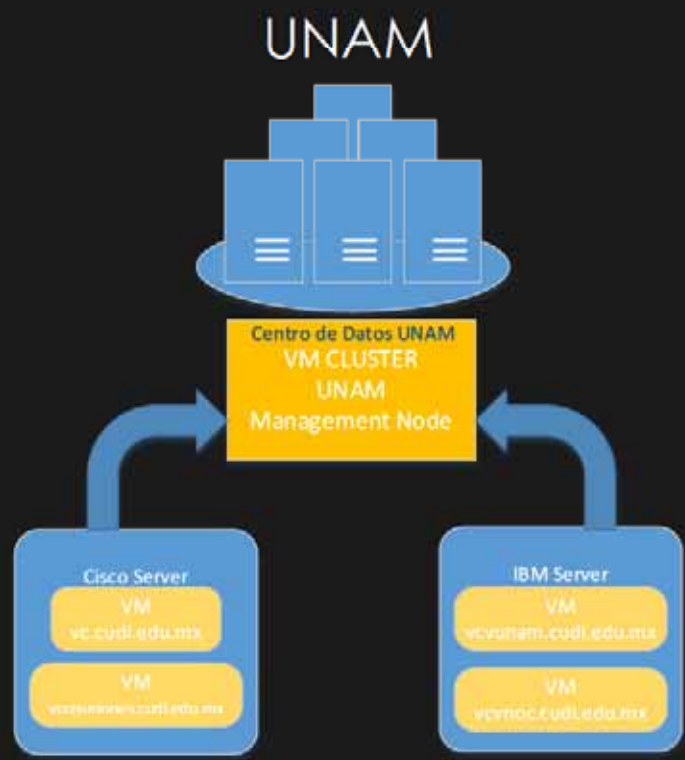 UNAM
Centro de Datos UNAM
VM CLUSTER
UNAM
Management Node
Cisco Server
VM
vc.cudi.edu.mx
VM
IBM Server
VM
vcvunam.cudi.edu.mx
VM
vcvnoc.cudi.edu.mx